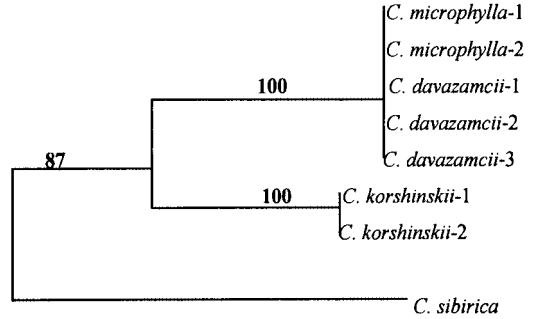 C. microphylla-1
C. microphylla-2
100
C. davazamcii-1
C. davazamcii-2
C. davazamcii-3
87
100
C. korshinskii-1
C. korshinskii-2
C. sibirica